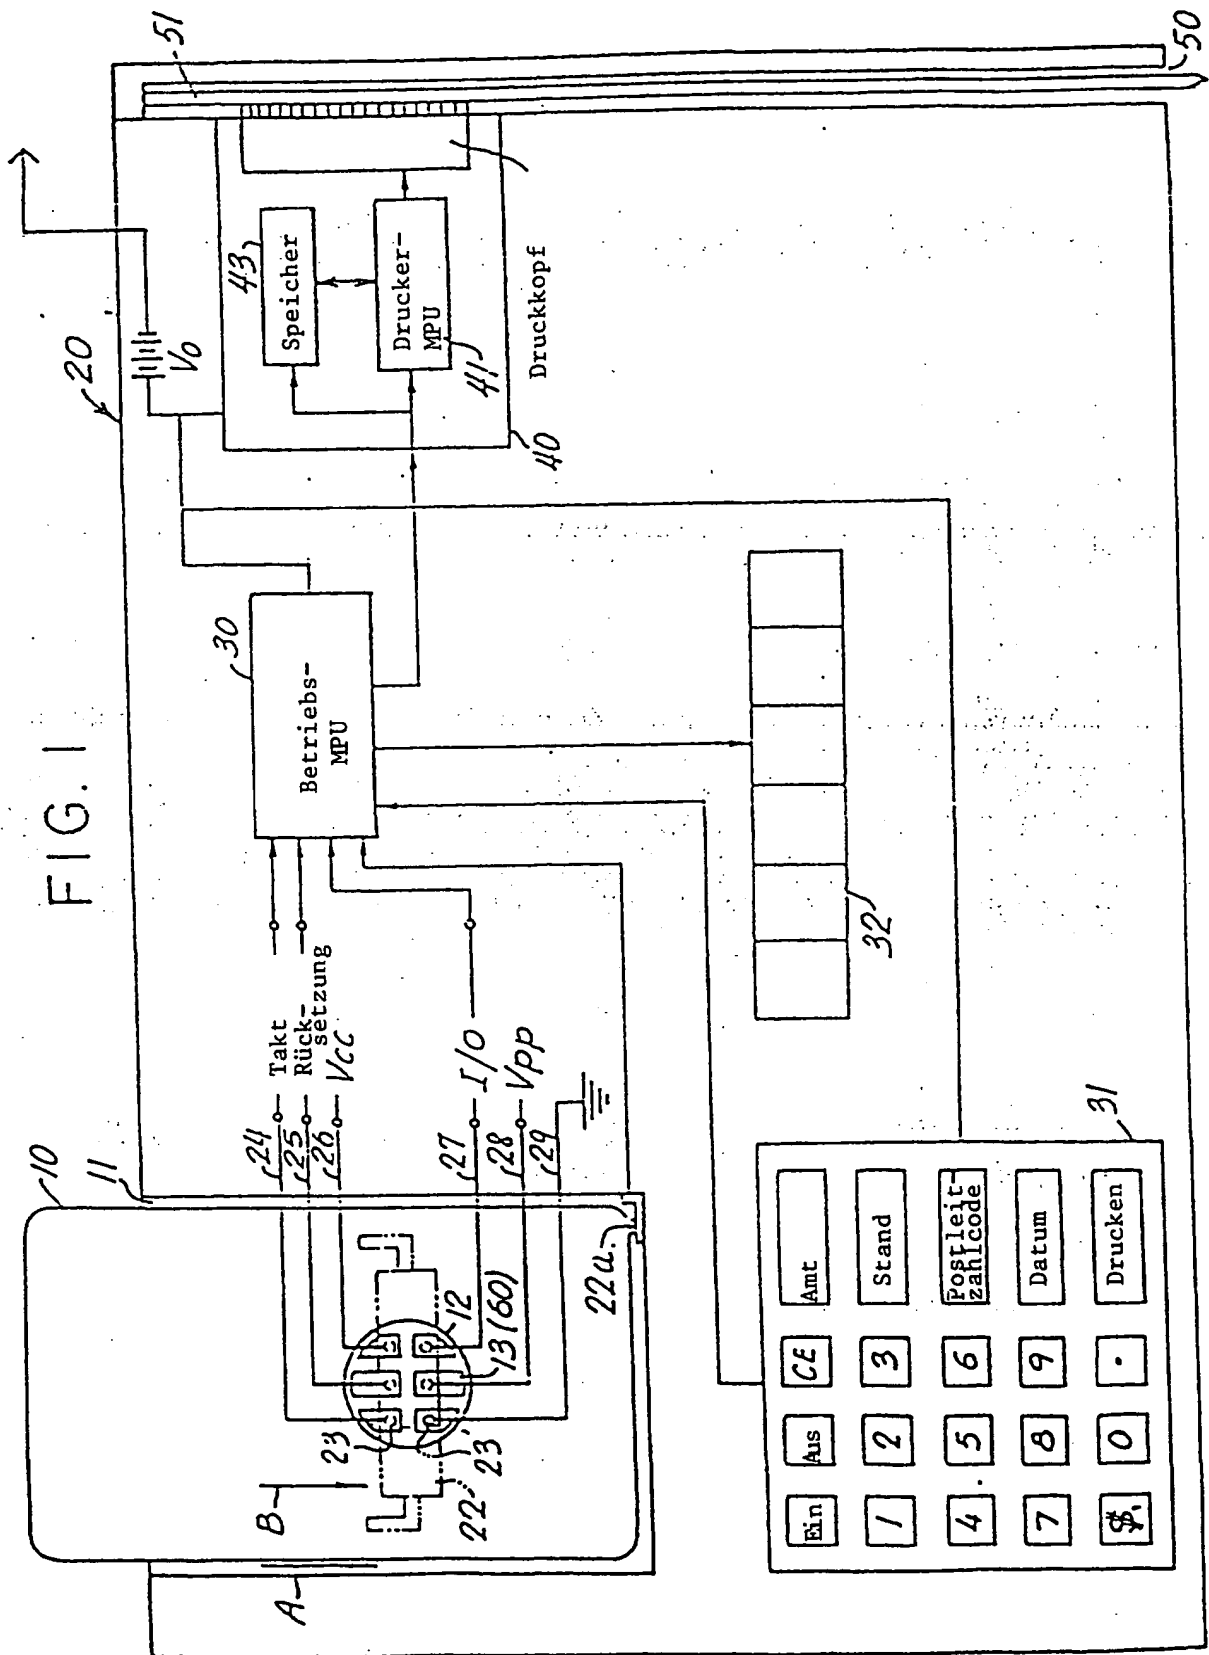 FIG. 1
10
11
20
51
50
24
25
26
27
28
29
Takt
Rück-
setzung
Vcc
I/O
Vpp
30
Betriebs-
MPU
V0
43
Speicher
Drucker-
MPU
41
40
Druckkopf
A
B
22
23
23
12
13(60)
22a
32
31
Ein Aus CE Amt
1 2 3 Stand
4 5 6 Postleit-
zahlcode
7 8 9 Datum
$ 0 . Drucken